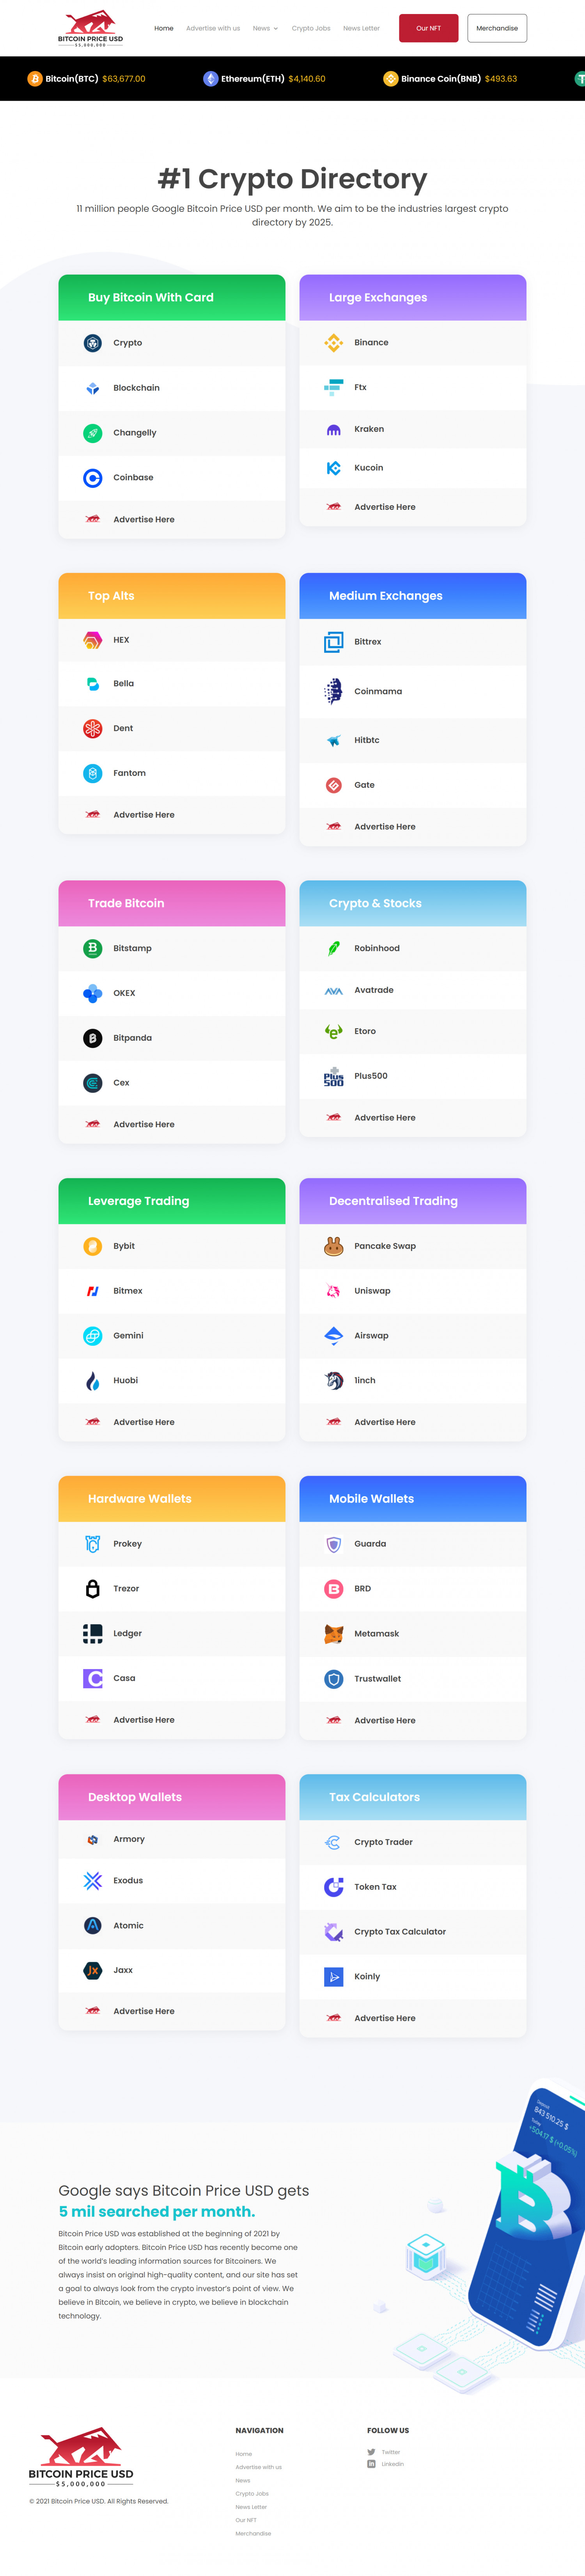 BITCOIN PRICE USD
$5,000,000
Home
Advertise with us
News
Crypto Jobs
News Letter
Our NFT
Merchandise
Bitcoin(BTC) $63,677.00
Ethereum(ETH) $4,140.60
Binance Coin(BNB) $493.63
#1 Crypto Directory
11 million people Google Bitcoin Price USD per month. We aim to be the industries largest crypto
directory by 2025.
Buy Bitcoin With Card
Crypto
Blockchain
Changelly
Coinbase
Advertise Here
Large Exchanges
Binance
Ftx
Kraken
Kucoin
Advertise Here
Top Alts
HEX
Bella
Dent
Fantom
Advertise Here
Medium Exchanges
Bittrex
Coinmama
Hitbtc
Gate
Advertise Here
Trade Bitcoin
Bitstamp
OKEX
Bitpanda
Cex
Advertise Here
Crypto & Stocks
Robinhood
AVA
Avatrade
Etoro
Plus
500
Plus500
Advertise Here
Leverage Trading
Bybit
Bitmex
Gemini
Huobi
Advertise Here
Decentralised Trading
Pancake Swap
Uniswap
Airswap
1inch
Advertise Here
Hardware Wallets
Prokey
Trezor
Ledger
Casa
Advertise Here
Mobile Wallets
Guarda
BRD
Metamask
Trustwallet
Advertise Here
Desktop Wallets
Armory
Exodus
Atomic
Jx
Jaxx
Advertise Here
Tax Calculators
Crypto Trader
Token Tax
Crypto Tax Calculator
Koinly
Advertise Here
Deposit
843 510.25 $
Today
+504.17 $ (+0.05%)
Google says Bitcoin Price USD gets
5 mil searched per month.
Bitcoin Price USD was established at the beginning of 2021 by
Bitcoin early adopters. Bitcoin Price USD has recently become one
of the world's leading information sources for Bitcoiners. We
always insist on original high-quality content, and our site has set
a goal to always look from the crypto investor's point of view. We
believe in Bitcoin, we believe in crypto, we believe in blockchain
technology.
BITCOIN PRICE USD
$5,000,000
© 2021 Bitcoin Price USD. All Rights Reserved.
NAVIGATION
Home
Advertise with us
News
Crypto Jobs
News Letter
Our NFT
Merchandise
FOLLOW US
Twitter
Linkedin